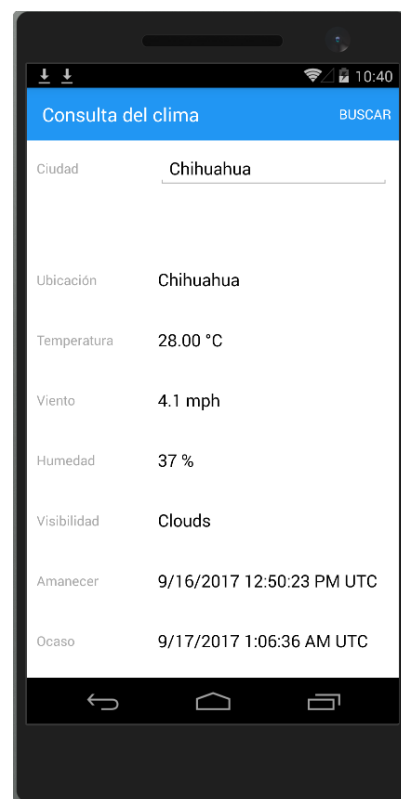 10:40
Consulta del clima BUSCAR
Ciudad Chihuahua
Ubicación Chihuahua
Temperatura 28.00 °C
Viento 4.1 mph
Humedad 37 %
Visibilidad Clouds
Amanecer 9/16/2017 12:50:23 PM UTC
Ocaso 9/17/2017 1:06:36 AM UTC